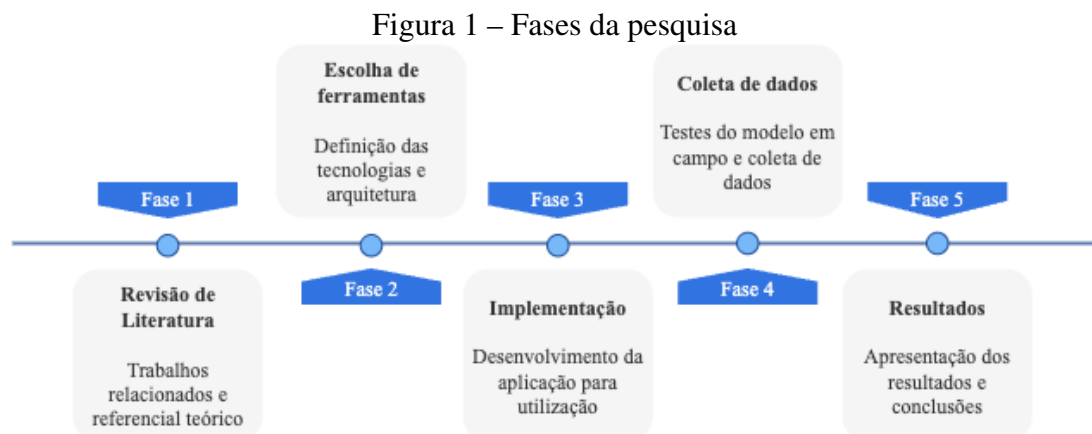 Figura 1 – Fases da pesquisa
Escolha de
ferramentas
Definição das
tecnologias e
arquitetura
Coleta de dados
Testes do modelo em
campo e coleta de
dados
Fase 1
Fase 3
Fase 5
Fase 2
Fase 4
Revisão de
Literatura
Trabalhos
relacionados e
referencial teórico
Implementação
Desenvolvimento da
aplicação para
utilização
Resultados
Apresentação dos
resultados e
conclusões